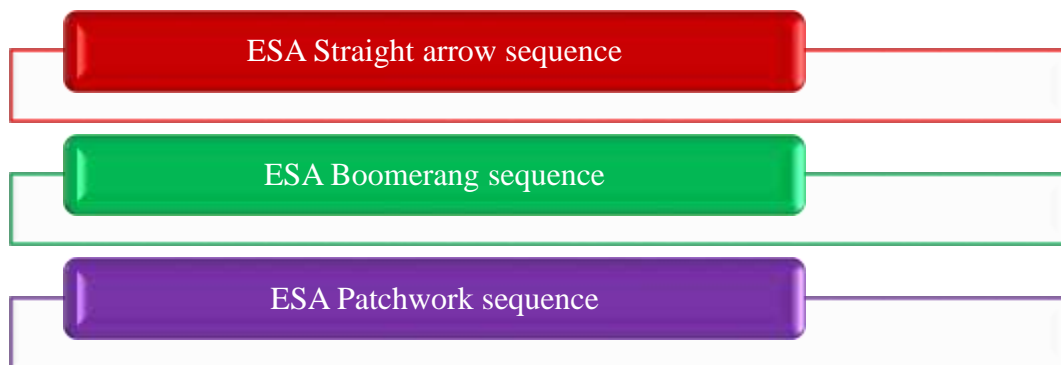 ESA Straight arrow sequence
ESA Boomerang sequence
ESA Patchwork sequence